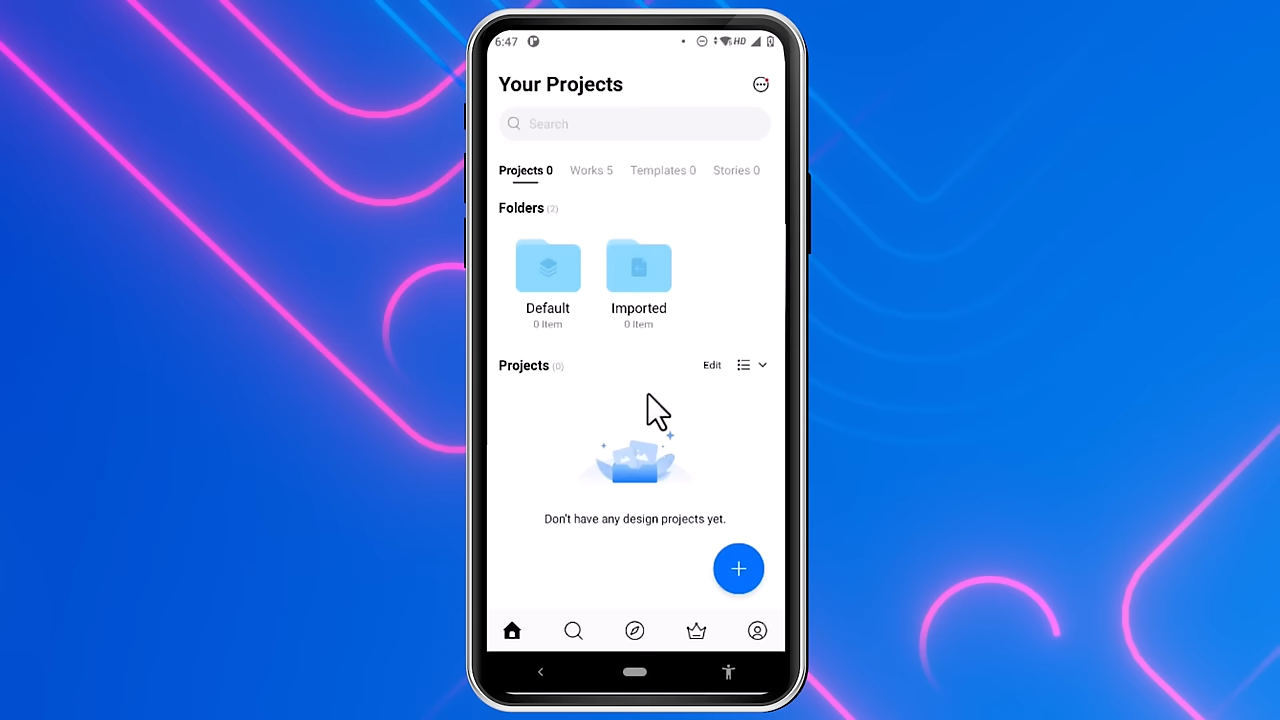 6:47
HD
Your Projects
Search
Projects 0 Works 5 Templates 0 Stories 0
Folders (2)
Default Imported
0 Item 0 Item
Projects (0) Edit
Don't have any design projects yet.